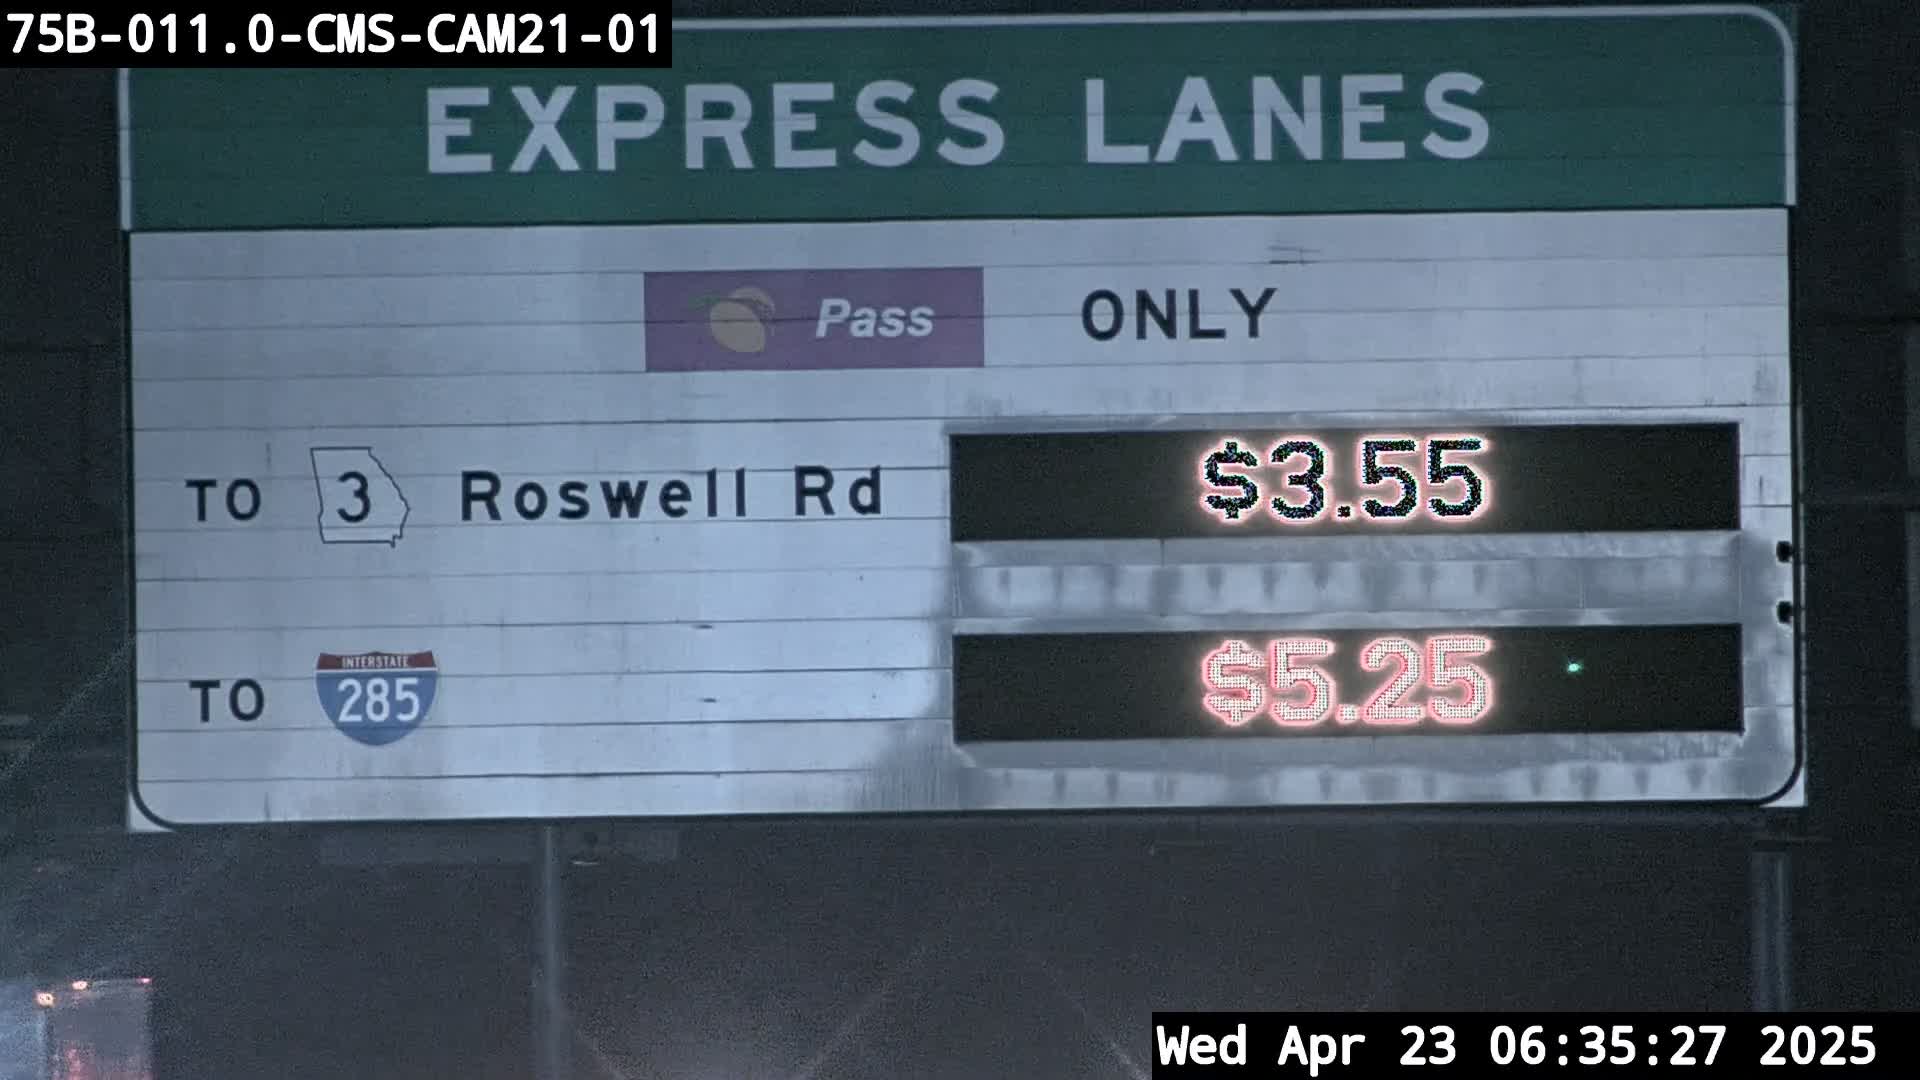 75B-011.0-CMS-CAM21-01
EXPRESS LANES
Pass ONLY
TO 3 Roswell Rd $3.55
TO INTERSTATE 285 $5.25
Wed Apr 23 06:35:27 2025